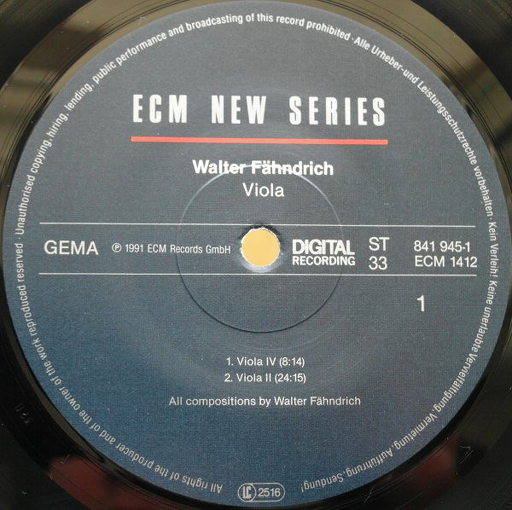 ECM NEW SERIES
Walter Fähndrich
Viola
GEMA
℗ 1991 ECM Records GmbH
DIGITAL
RECORDING
ST
33
841 945-1
ECM 1412
1
1. Viola IV (8:14)
2. Viola II (24:15)
All compositions by Walter Fähndrich
LC 2516
All rights of the producer and of the owner of the work reproduced reserved · Unauthorised copying, hiring, lending, public performance and broadcasting of this record prohibited · Alle Urheber- und Leistungsschutzrechte vorbehalten · Kein Verleih! Keine unerlaubte Vervielfältigung, Vermietung, Aufführung, Sendung!